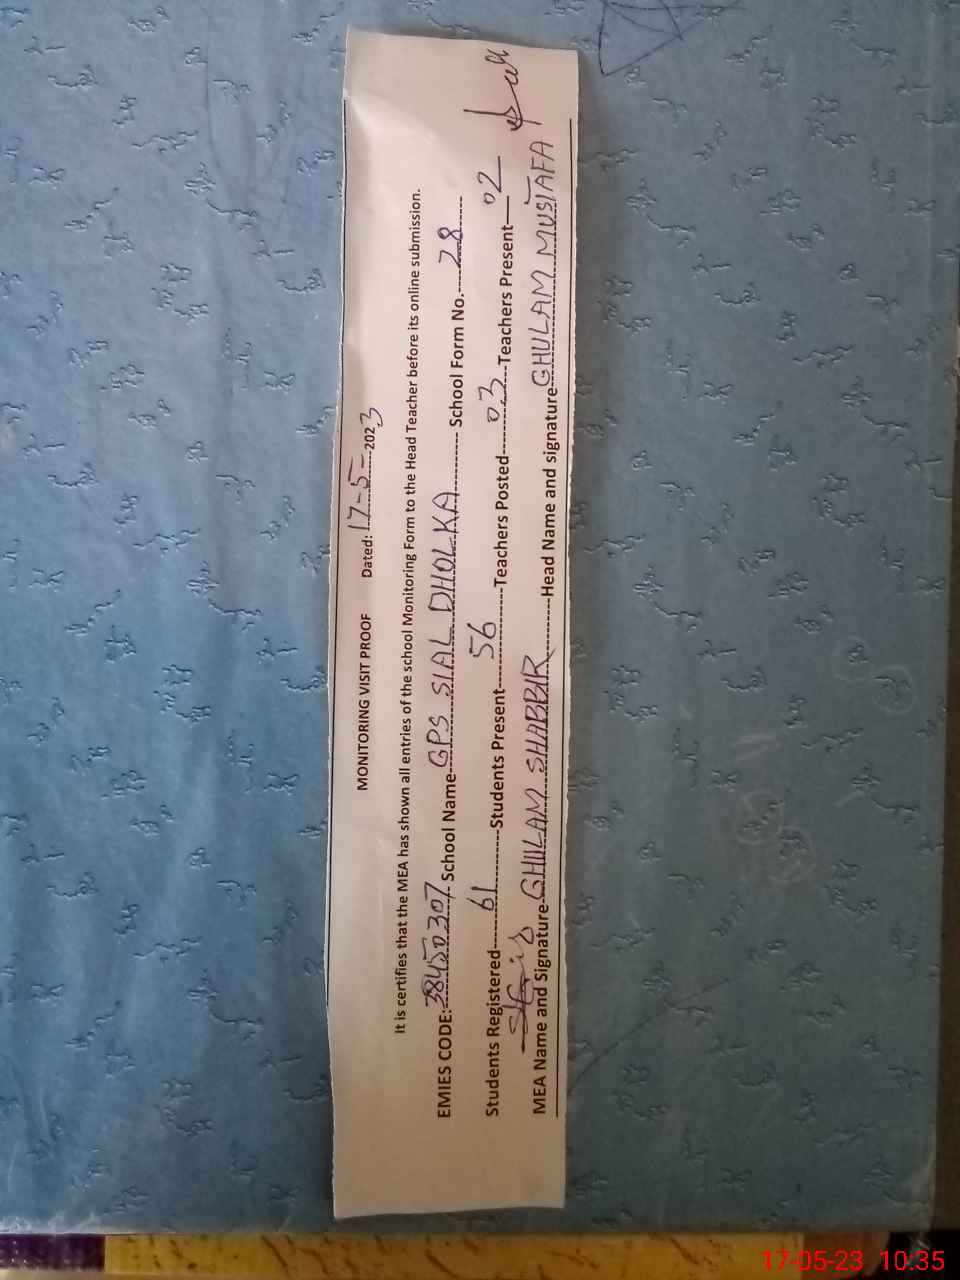 MONITORING VISIT PROOF Dated: 17-5-2023
It is certifies that the MEA has shown all entries of the school Monitoring Form to the Head Teacher before its online submission.
EMIES CODE: 38450307 School Name GPS SIAL DHOLKA School Form No. 28
Students Registered 61 Students Present 56 Teachers Posted 03 Teachers Present 02
MEA Name and Signature GHULAM SHABBIR Head Name and signature GHULAM MUSTAFA
17-05-23 10:35